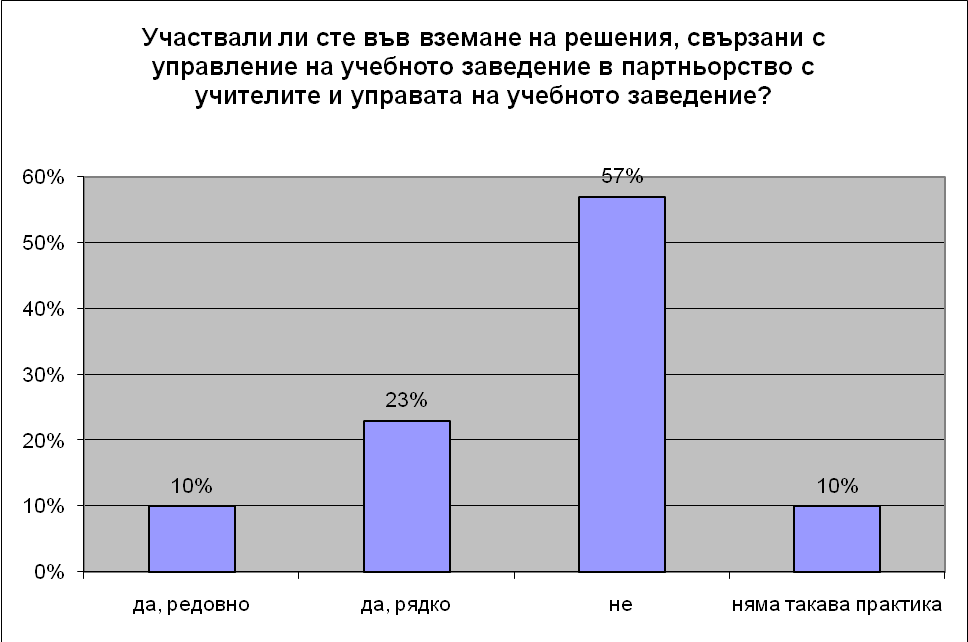 Участвали ли сте във вземане на решения, свързани с
управление на учебното заведение в партньорство с
учителите и управата на учебното заведение?
60%
50%
40%
30%
20%
10%
0%
10%
23%
57%
10%
да, редовно
да, рядко
не
няма такава практика